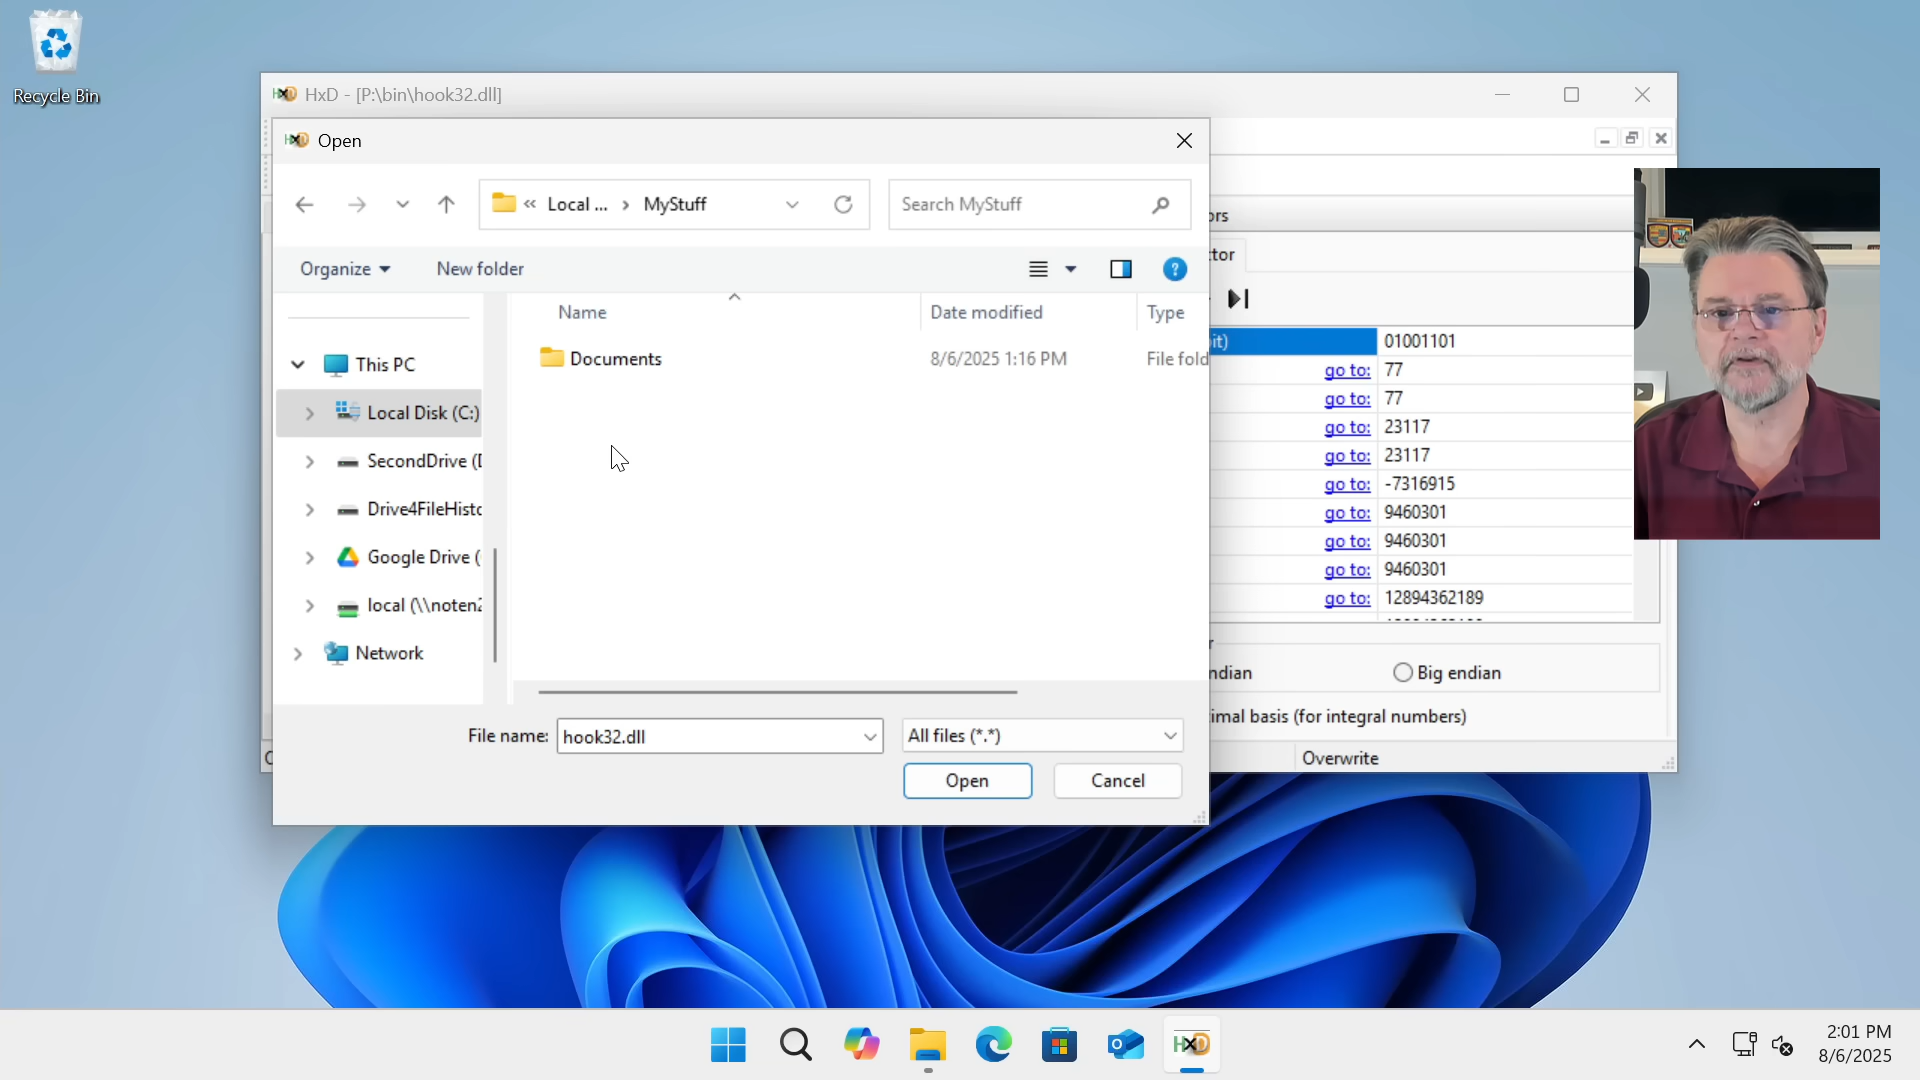 Recycle Bin
HxD - [P:\bin\hook32.dll]
Open
Local ... › MyStuff
Search MyStuff
Organize
New folder
Name
Date modified
Type
This PC
Local Disk (C:)
SecondDrive (
Drive4FileHisto
Google Drive (
local (\\noten2
Network
Documents
8/6/2025 1:16 PM
File fold
File name:
hook32.dll
All files (*.*)
Open
Cancel
ors
tor
it)
01001101
go to:
77
go to:
77
go to:
23117
go to:
23117
go to:
-7316915
go to:
9460301
go to:
9460301
go to:
9460301
go to:
12894362189
ndian
Big endian
imal basis (for integral numbers)
Overwrite
2:01 PM
8/6/2025